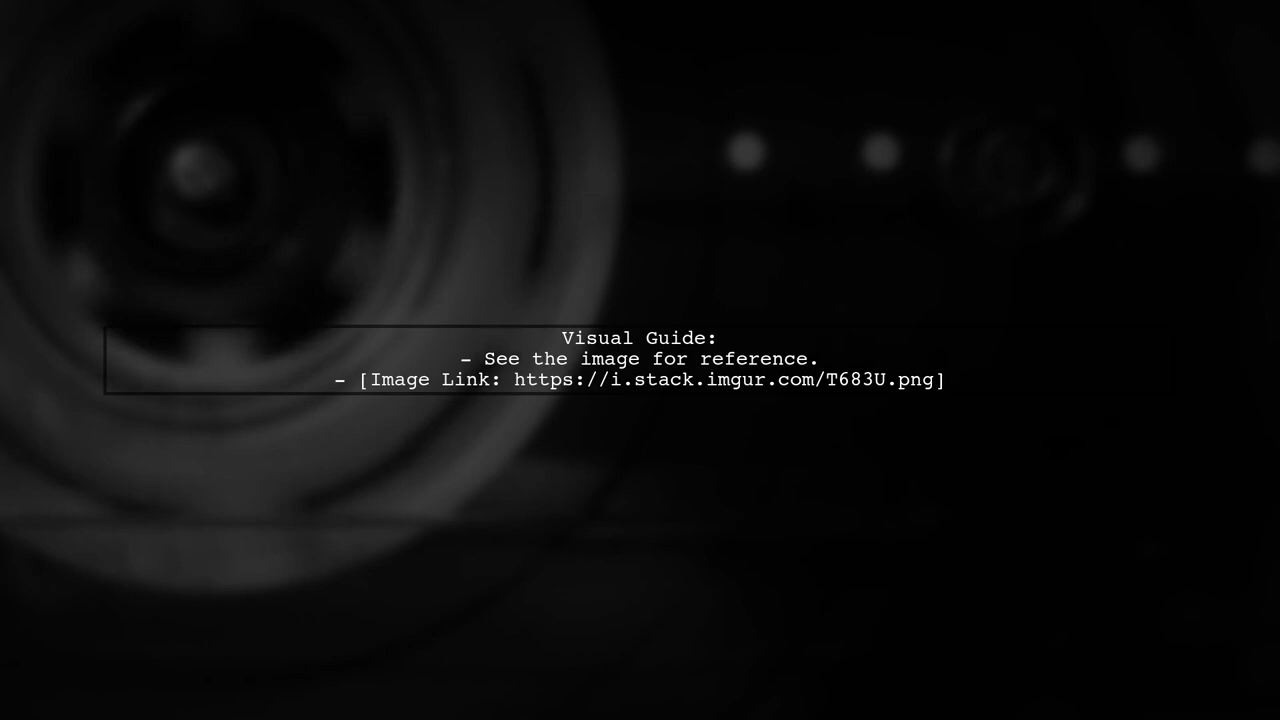 Visual Guide:
– See the image for reference.
– [Image Link: https://i.stack.imgur.com/T683U.png]